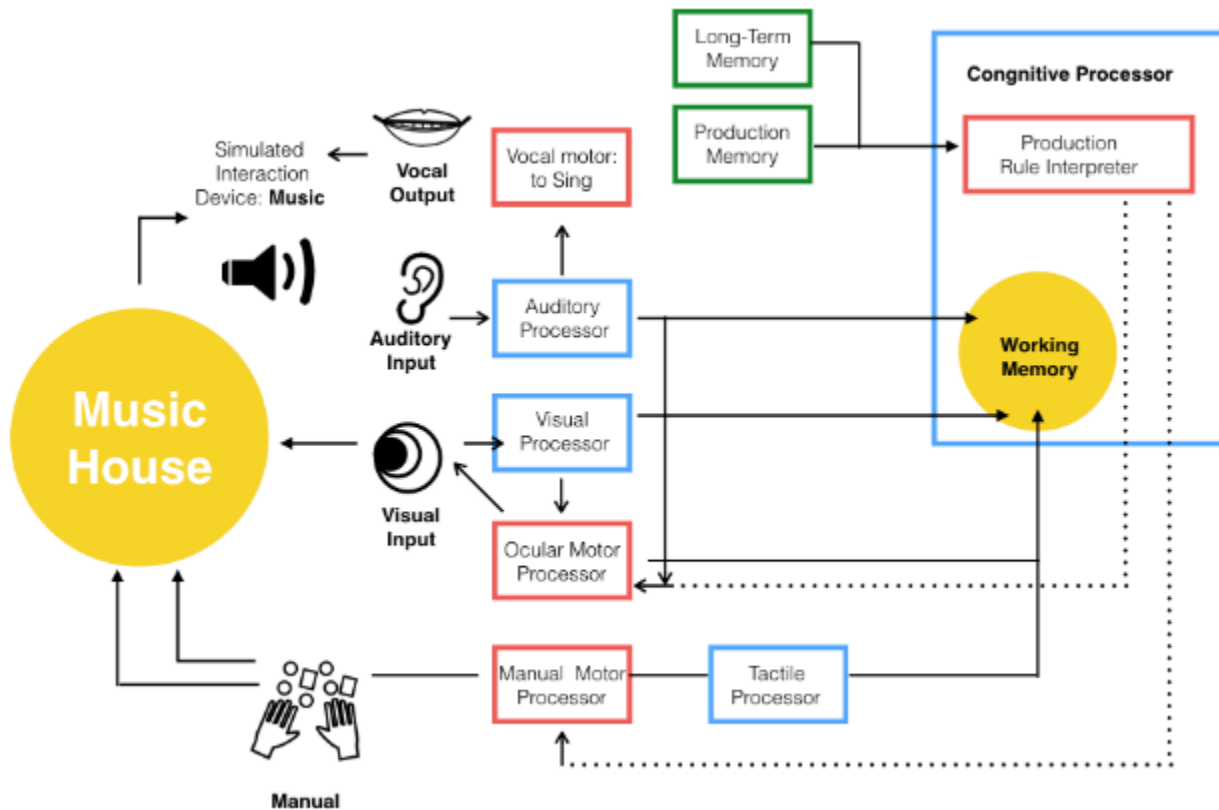 Long-Term
Memory
Congnitive Processor
Production
Memory
Production
Rule Interpreter
Simulated
Interaction
Device: Music
Vocal
Output
Vocal motor:
to Sing
Auditory
Input
Auditory
Processor
Working
Memory
Music
House
Visual
Input
Visual
Processor
Ocular Motor
Processor
Manual Motor
Processor
Tactile
Processor
Manual